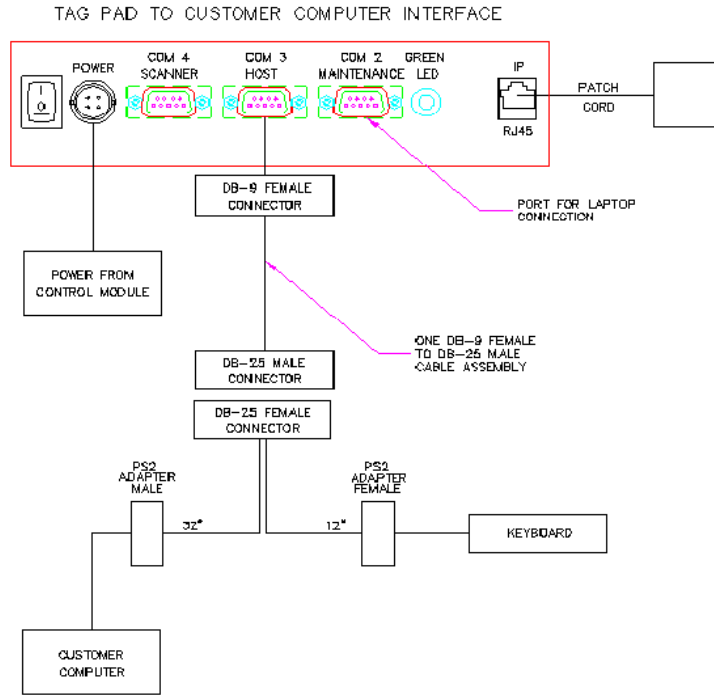 TAG PAD TO CUSTOMER COMPUTER INTERFACE
POWER
COM 4
SCANNER
COM 3
HOST
COM 2
MAINTENANCE
GREEN
LED
IP
RJ45
PATCH
CORD
DB-9 FEMALE
CONNECTOR
PORT FOR LAPTOP
CONNECTION
POWER FROM
CONTROL MODULE
ONE DB-9 FEMALE
TO DB-25 MALE
CABLE ASSEMBLY
DB-25 MALE
CONNECTOR
DB-25 FEMALE
CONNECTOR
PS2
ADAPTER
MALE
PS2
ADAPTER
FEMALE
32"
12"
KEYBOARD
CUSTOMER
COMPUTER